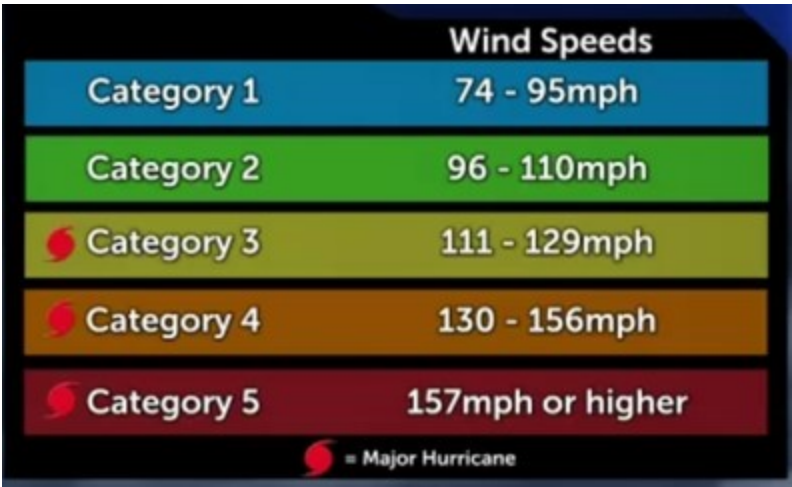 Wind Speeds
Category 1 74 - 95mph
Category 2 96 - 110mph
Category 3 111 - 129mph
Category 4 130 - 156mph
Category 5 157mph or higher
= Major Hurricane